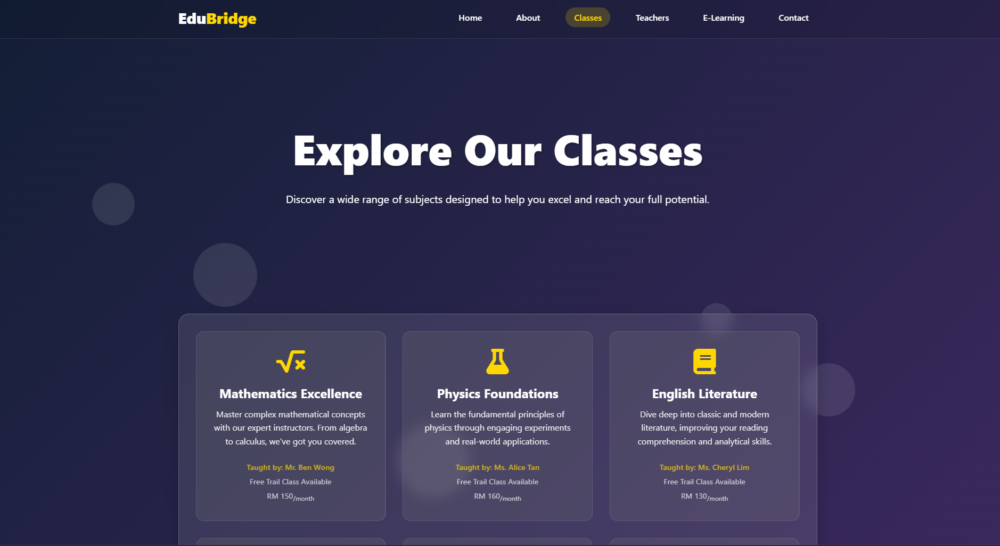 EduBridge
Home About Classes Teachers E-Learning Contact
Explore Our Classes
Discover a wide range of subjects designed to help you excel and reach your full potential.
Mathematics Excellence
Master complex mathematical concepts
with our expert instructors. From algebra
to calculus, we've got you covered.
Taught by: Mr. Ben Wong
Free Trail Class Available
RM 150/month
Physics Foundations
Learn the fundamental principles of
physics through engaging experiments
and real-world applications.
Taught by: Ms. Alice Tan
Free Trail Class Available
RM 160/month
English Literature
Dive deep into classic and modern
literature, improving your reading
comprehension and analytical skills.
Taught by: Ms. Cheryl Lim
Free Trail Class Available
RM 130/month